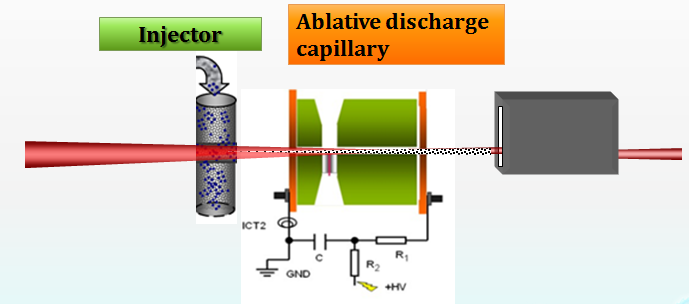 Injector
Ablative discharge
capillary
ICT2
C
R1
R2
GND
+HV